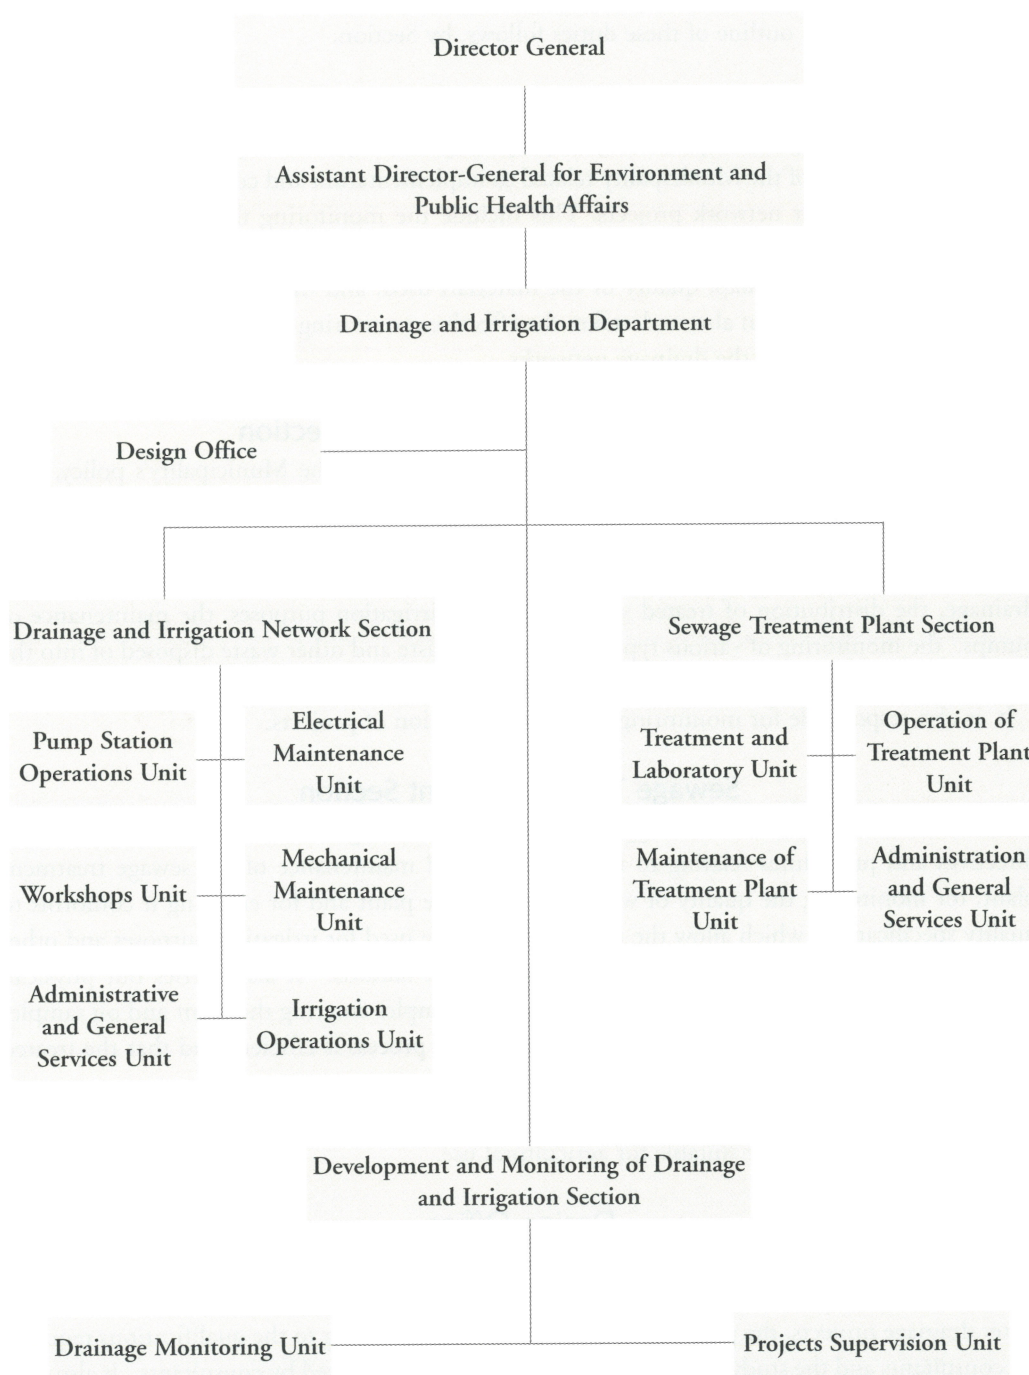 Director General
Assistant Director-General for Environment and
Public Health Affairs
Drainage and Irrigation Department
Design Office
Drainage and Irrigation Network Section
Sewage Treatment Plant Section
Pump Station
Operations Unit
Electrical
Maintenance
Unit
Treatment and
Laboratory Unit
Operation of
Treatment Plant
Unit
Workshops Unit
Mechanical
Maintenance
Unit
Maintenance of
Treatment Plant
Unit
Administration
and General
Services Unit
Administrative
and General
Services Unit
Irrigation
Operations Unit
Development and Monitoring of Drainage
and Irrigation Section
Drainage Monitoring Unit
Projects Supervision Unit